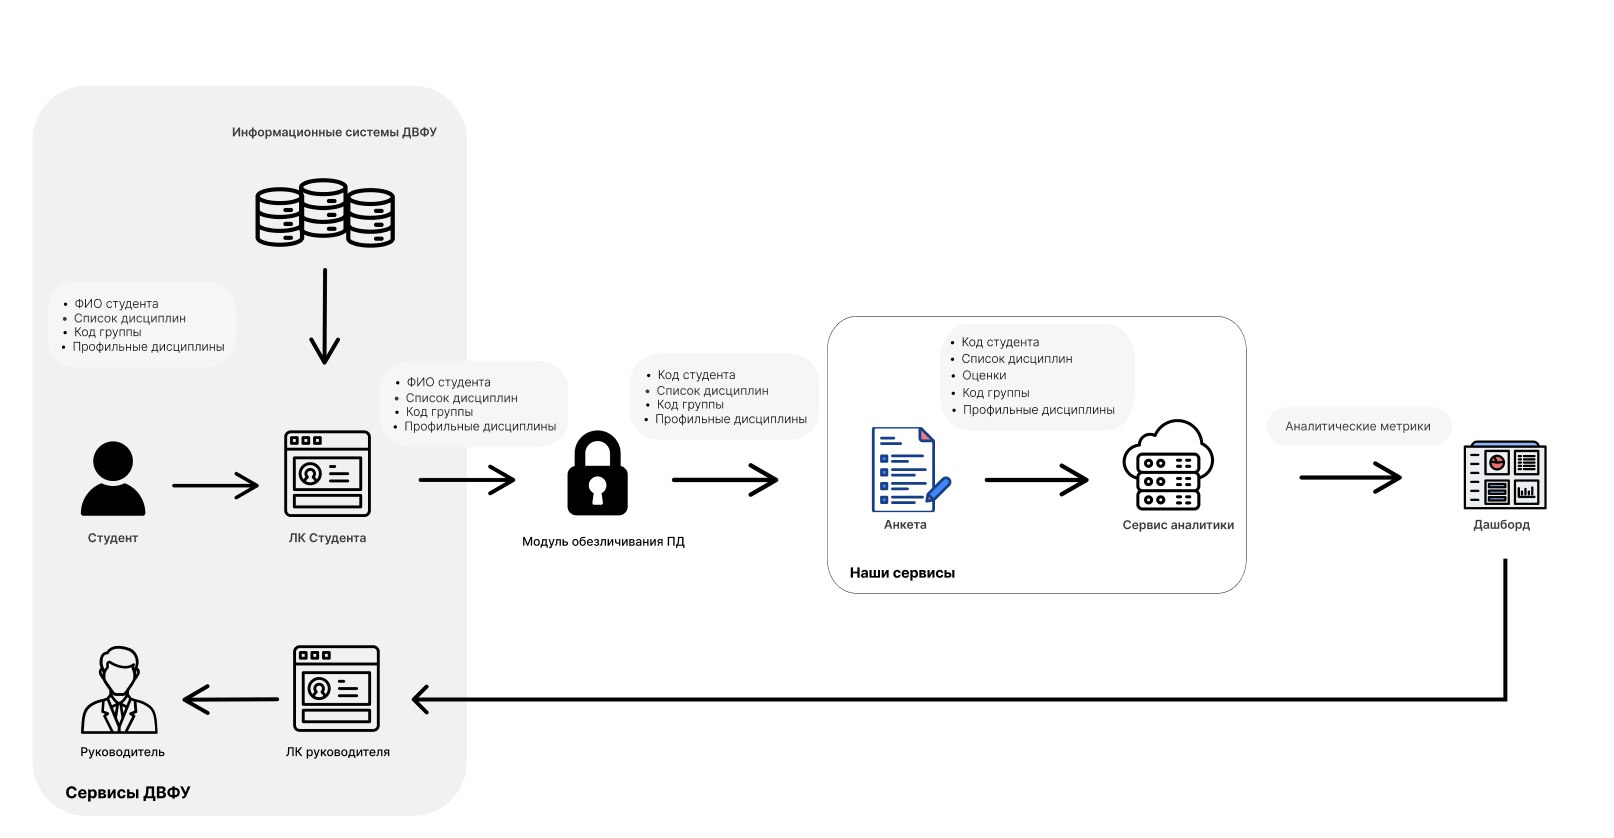 Информационные системы ДВФУ
• ФИО студента
• Список дисциплин
• Код группы
• Профильные дисциплины
• ФИО студента
• Список дисциплин
• Код группы
• Профильные дисциплины
• Код студента
• Список дисциплин
• Код группы
• Профильные дисциплины
• Код студента
• Список дисциплин
• Оценки
• Код группы
• Профильные дисциплины
Аналитические метрики
Студент
ЛК Студента
Модуль обезличивания ПД
Анкета
Сервис аналитики
Дашборд
Наши сервисы
Руководитель
ЛК руководителя
Сервисы ДВФУ